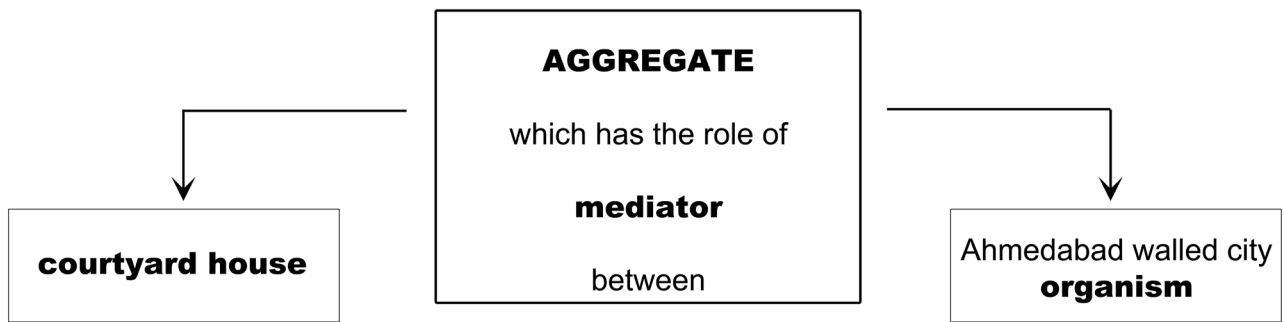 AGGREGATE
which has the role of
mediator
between
courtyard house
Ahmedabad walled city
organism